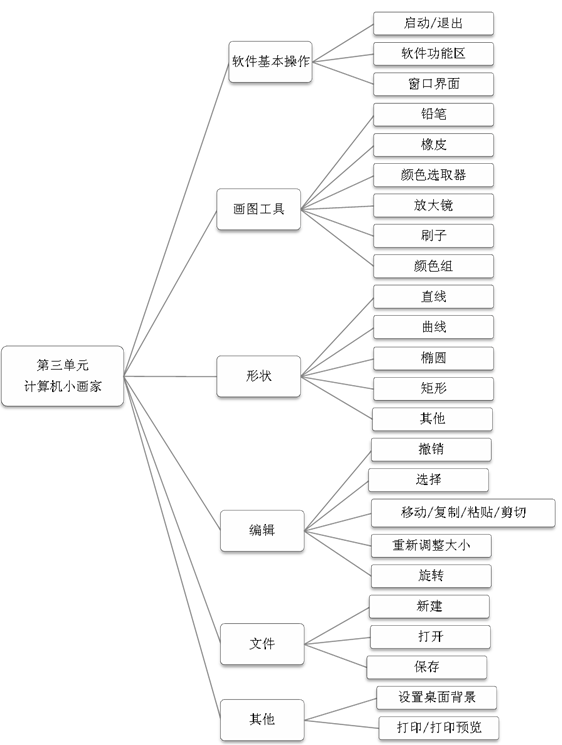 第三单元
计算机小画家
软件基本操作
启动/退出
软件功能区
窗口界面
画图工具
铅笔
橡皮
颜色选取器
放大镜
刷子
颜色组
形状
直线
曲线
椭圆
矩形
其他
编辑
撤销
选择
移动/复制/粘贴/剪切
重新调整大小
旋转
文件
新建
打开
保存
其他
设置桌面背景
打印/打印预览